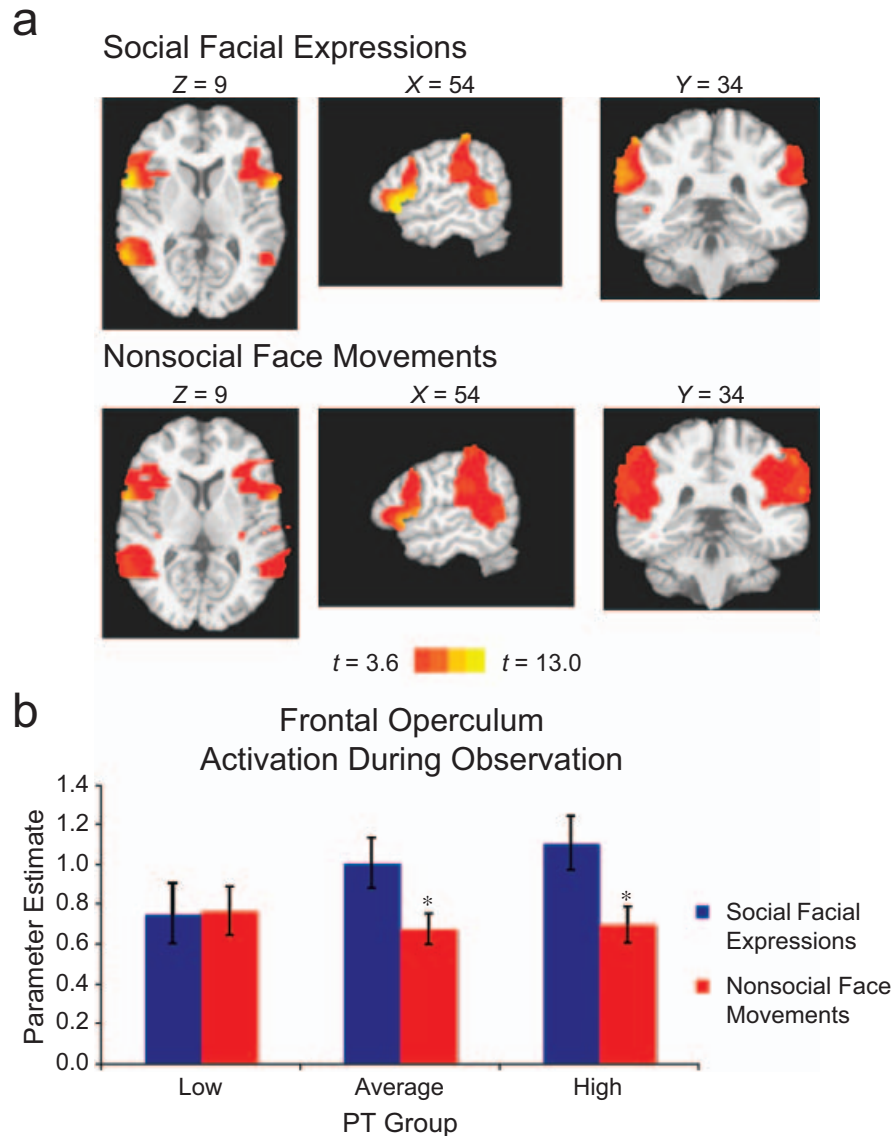 a
Social Facial Expressions
Z = 9 X = 54 Y = 34
Nonsocial Face Movements
Z = 9 X = 54 Y = 34
t = 3.6 t = 13.0
b
Frontal Operculum
Activation During Observation
Parameter Estimate
1.4
1.2
1.0
0.8
0.6
0.4
0.2
0.0
* *
Low Average High
PT Group
Social Facial
Expressions
Nonsocial Face
Movements